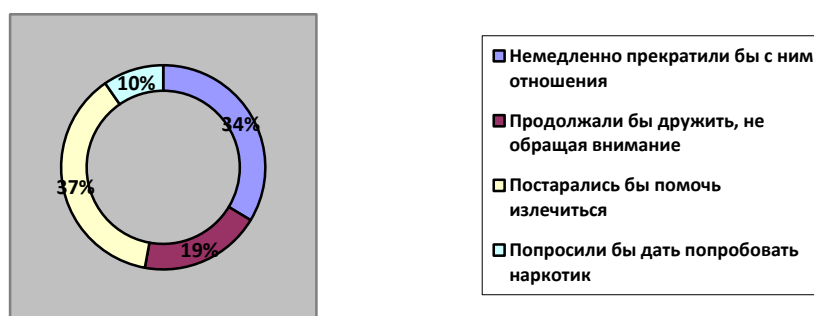 10%
34%
37%
19%
Немедленно прекратили бы с ним
отношения
Продолжали бы дружить, не
обращая внимание
Постарались бы помочь
излечиться
Попросили бы дать попробовать
наркотик